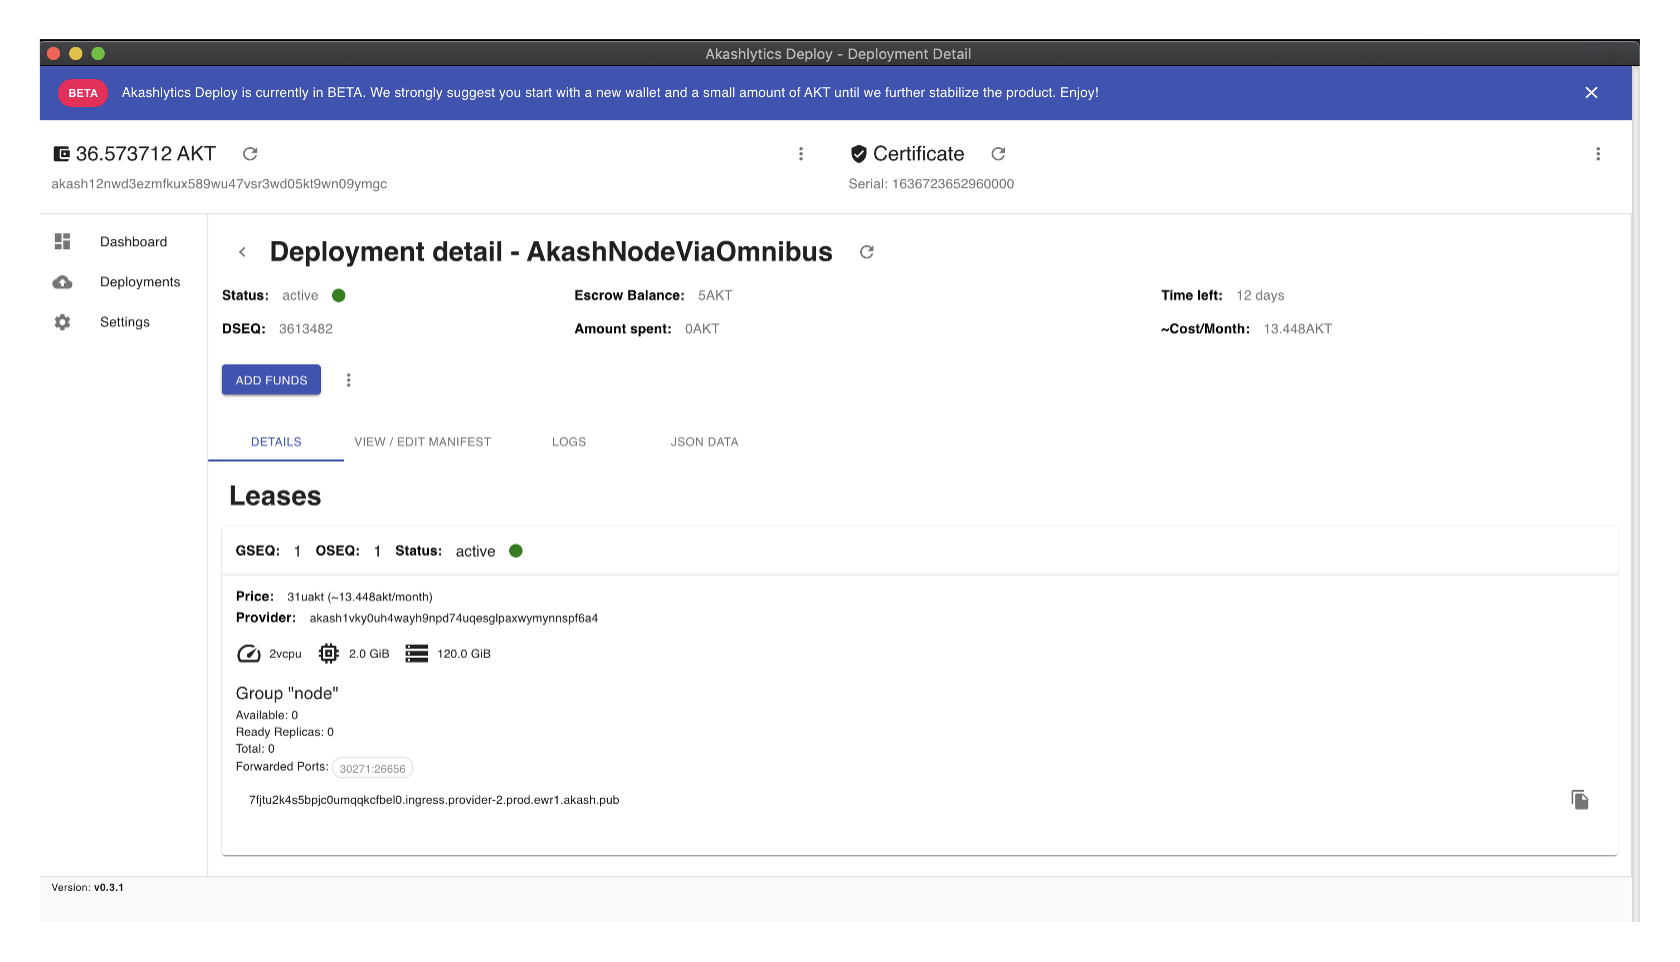 Akashlytics Deploy - Deployment Detail
BETA Akashlytics Deploy is currently in BETA. We strongly suggest you start with a new wallet and a small amount of AKT until we further stabilize the product. Enjoy!
36.573712 AKT
akash12nwd3ezmfkux589wu47vsr3wd05kt9wn09ymgc
Certificate
Serial: 1636723652960000
Dashboard
Deployments
Settings
Deployment detail - AkashNodeViaOmnibus
Status: active Escrow Balance: 5AKT Time left: 12 days
DSEQ: 3613482 Amount spent: 0AKT ~Cost/Month: 13.448AKT
ADD FUNDS
DETAILS VIEW / EDIT MANIFEST LOGS JSON DATA
Leases
GSEQ: 1 OSEQ: 1 Status: active
Price: 31uakt (~13.448akt/month)
Provider: akash1vky0uh4wayh9npd74uqesglpaxwymynnspf6a4
2vcpu 2.0 GiB 120.0 GiB
Group "node"
Available: 0
Ready Replicas: 0
Total: 0
Forwarded Ports: 30271:26656
7fjtu2k4s5bpjc0umqqkcfbel0.ingress.provider-2.prod.ewr1.akash.pub
Version: v0.3.1